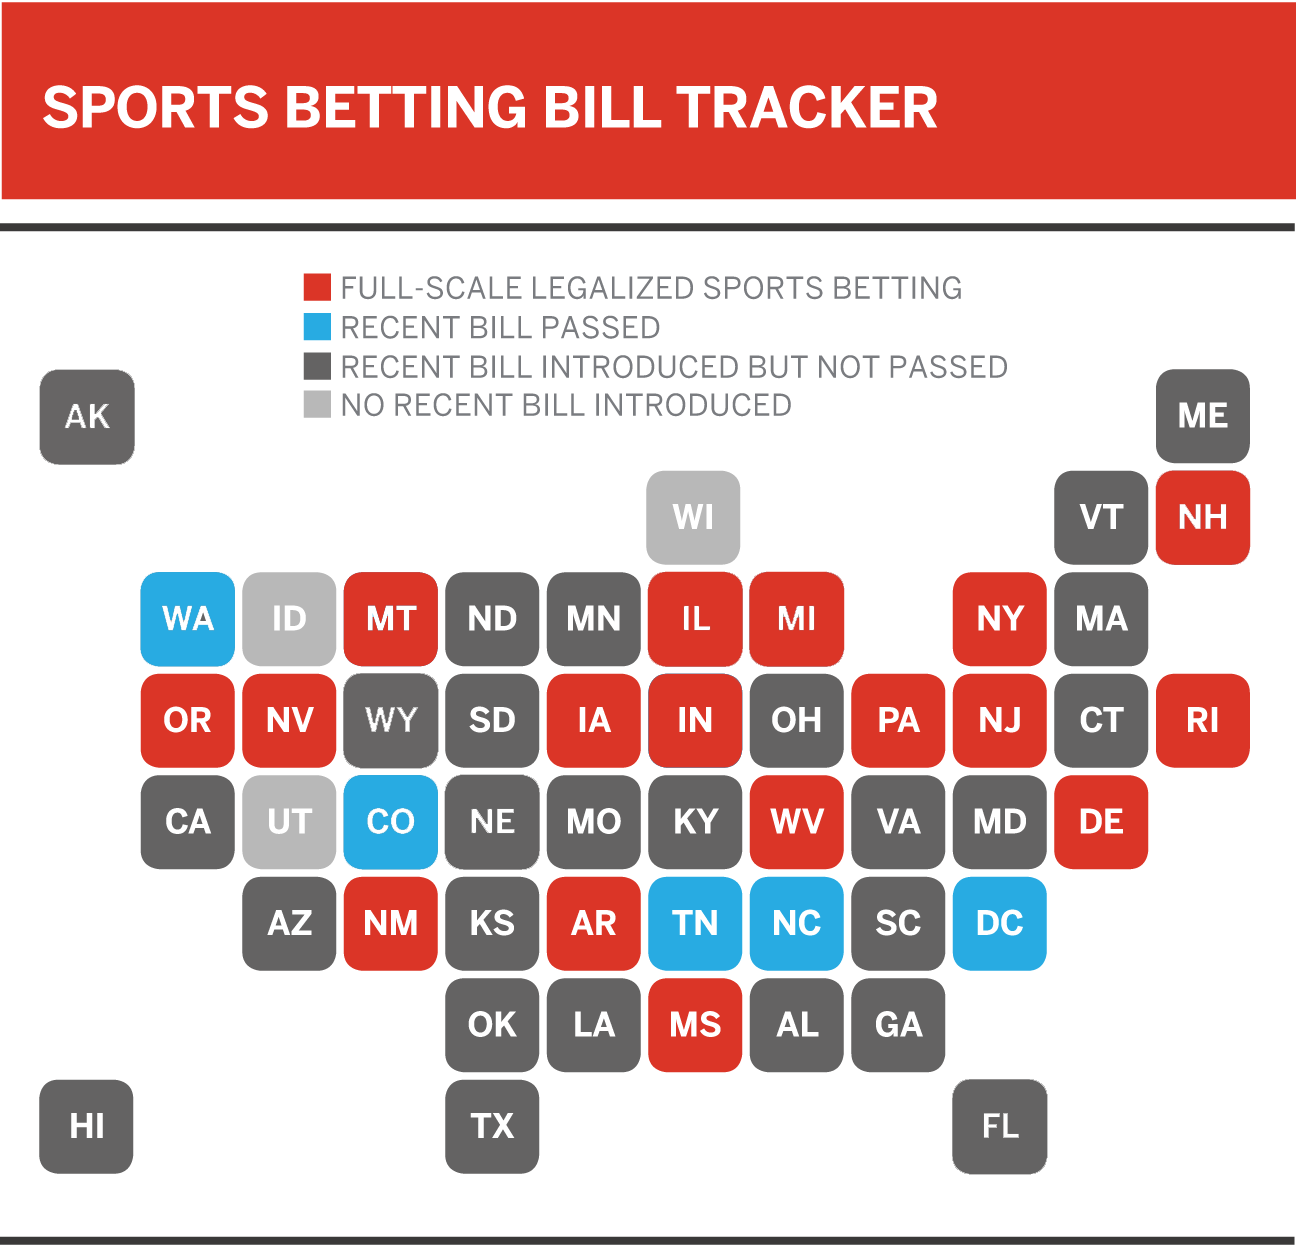 SPORTS BETTING BILL TRACKER
FULL-SCALE LEGALIZED SPORTS BETTING
RECENT BILL PASSED
RECENT BILL INTRODUCED BUT NOT PASSED
NO RECENT BILL INTRODUCED
AK ME
WI VT NH
WA ID MT ND MN IL MI NY MA
OR NV WY SD IA IN OH PA NJ CT RI
CA UT CO NE MO KY WV VA MD DE
AZ NM KS AR TN NC SC DC
OK LA MS AL GA
HI TX FL